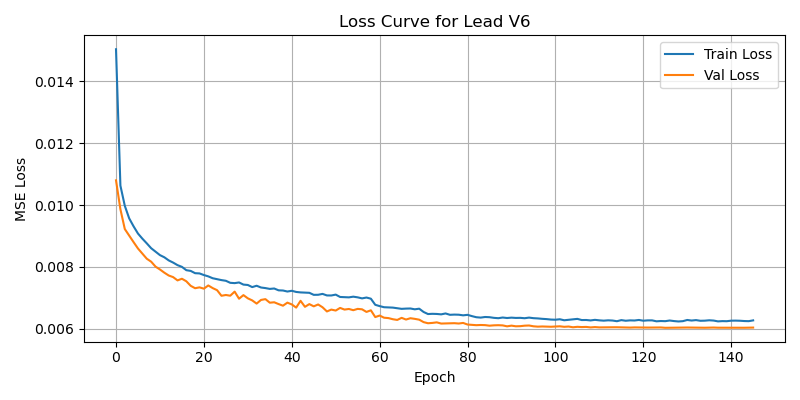 Loss Curve for Lead V6
Train Loss
Val Loss
MSE Loss
0.014
0.012
0.010
0.008
0.006
0 20 40 60 80 100 120 140
Epoch